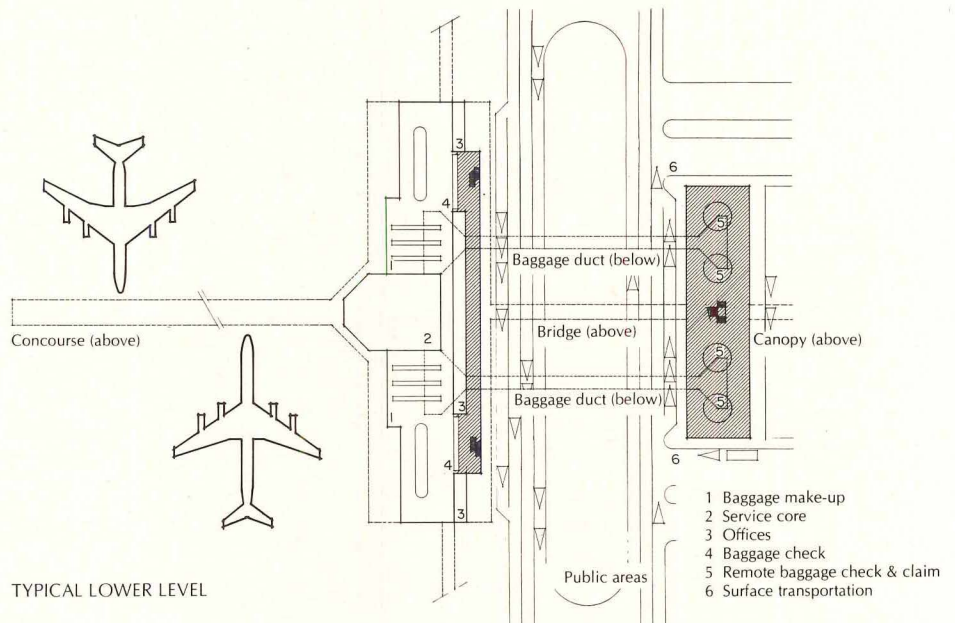 6
3
4
5
1
Baggage duct (below)
5
Concourse (above)
Bridge (above)
Canopy (above)
2
5
Baggage duct (below)
1
3
5
4
6
3
1 Baggage make-up
2 Service core
3 Offices
4 Baggage check
5 Remote baggage check & claim
6 Surface transportation
Public areas
TYPICAL LOWER LEVEL